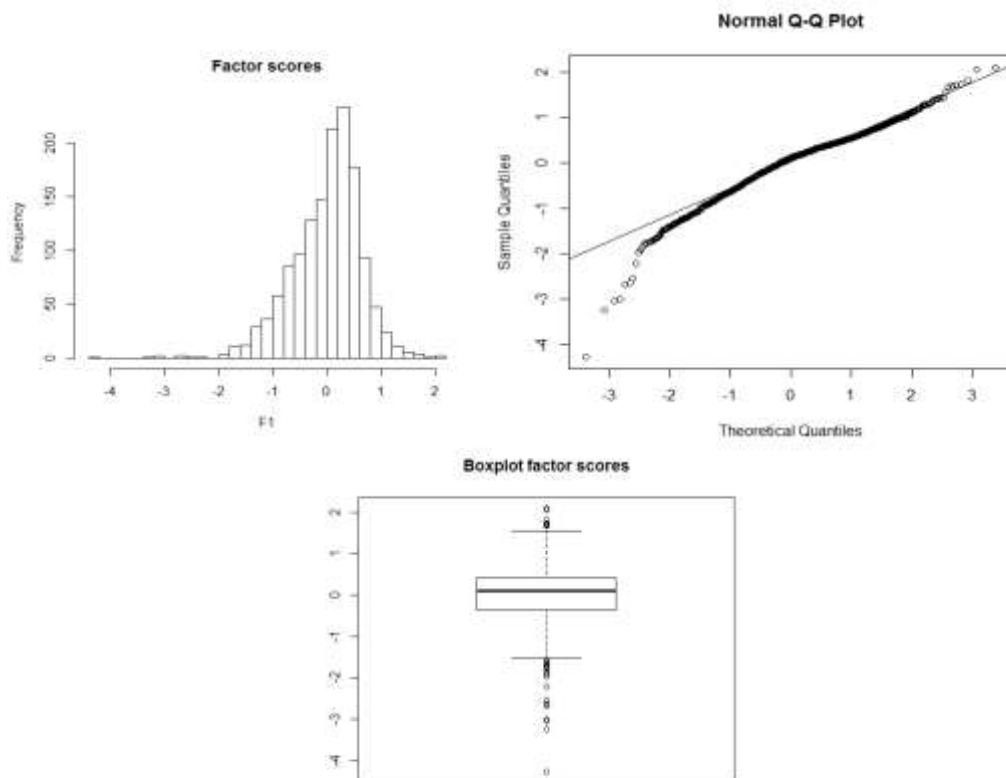 Factor scores
Frequency
200
150
100
50
0
-4 -3 -2 -1 0 1 2
F1
Normal Q-Q Plot
Sample Quantiles
2
1
0
-1
-2
-3
-4
-3 -2 -1 0 1 2 3
Theoretical Quantiles
Boxplot factor scores
2
1
0
-1
-2
-3
-4